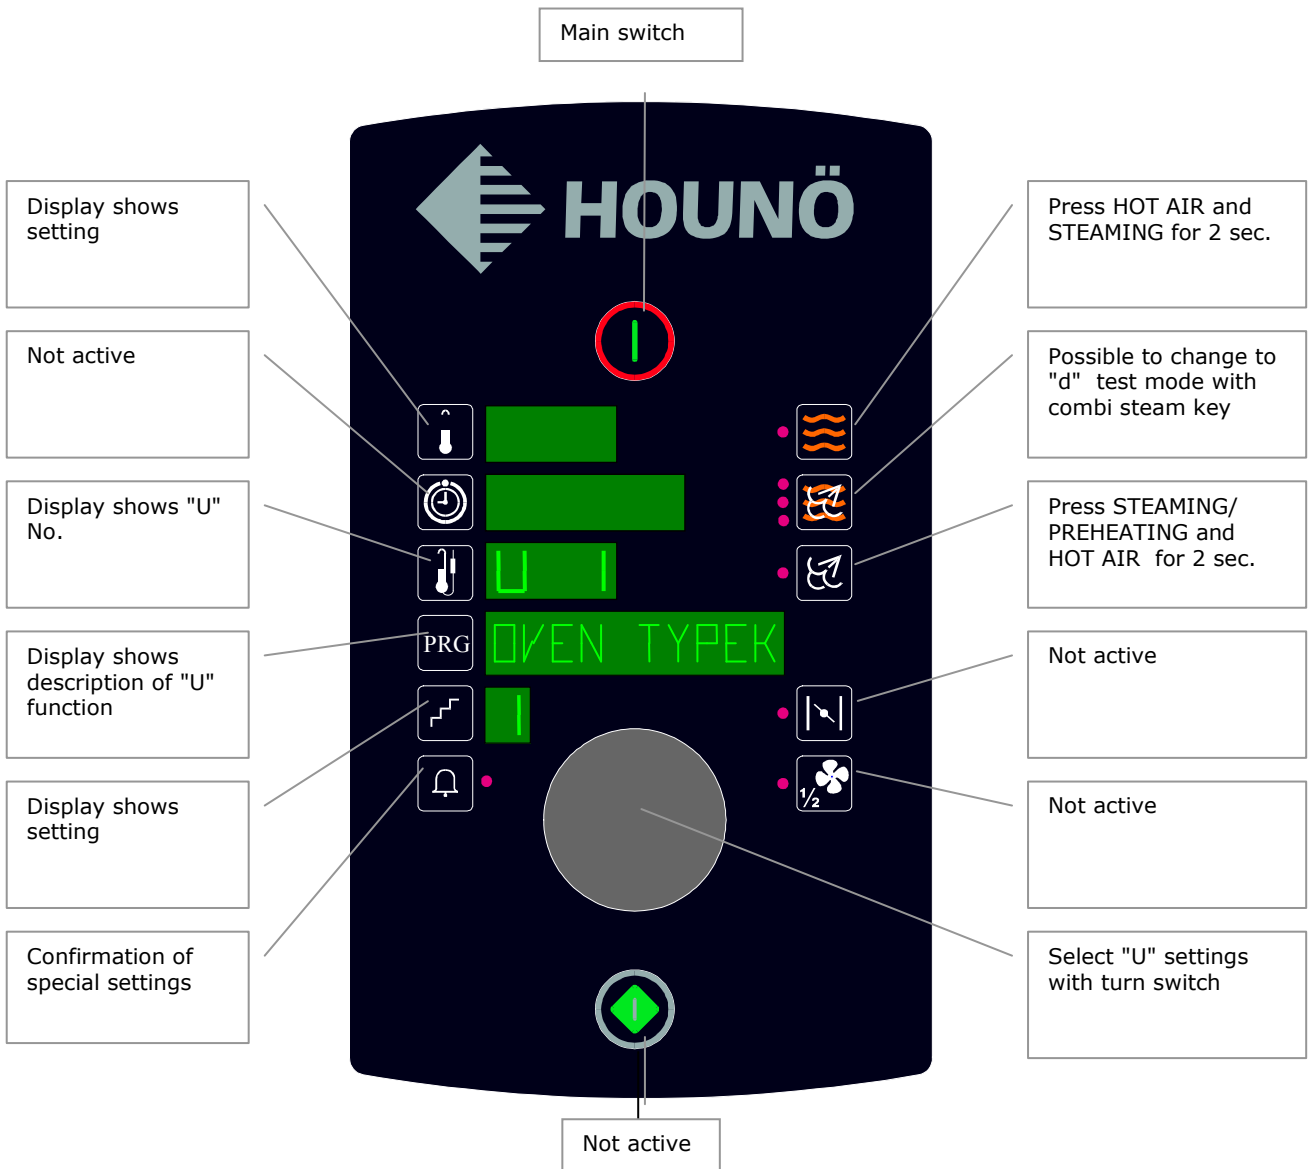 Main switch
HOUNÖ
Display shows
setting
Not active
Display shows "U"
No.
Display shows
description of "U"
function
Display shows
setting
Confirmation of
special settings
U 1
PRG
OVEN TYPEK
1
1/2
Press HOT AIR and
STEAMING for 2 sec.
Possible to change to
"d" test mode with
combi steam key
Press STEAMING/
PREHEATING and
HOT AIR for 2 sec.
Not active
Not active
Select "U" settings
with turn switch
Not active